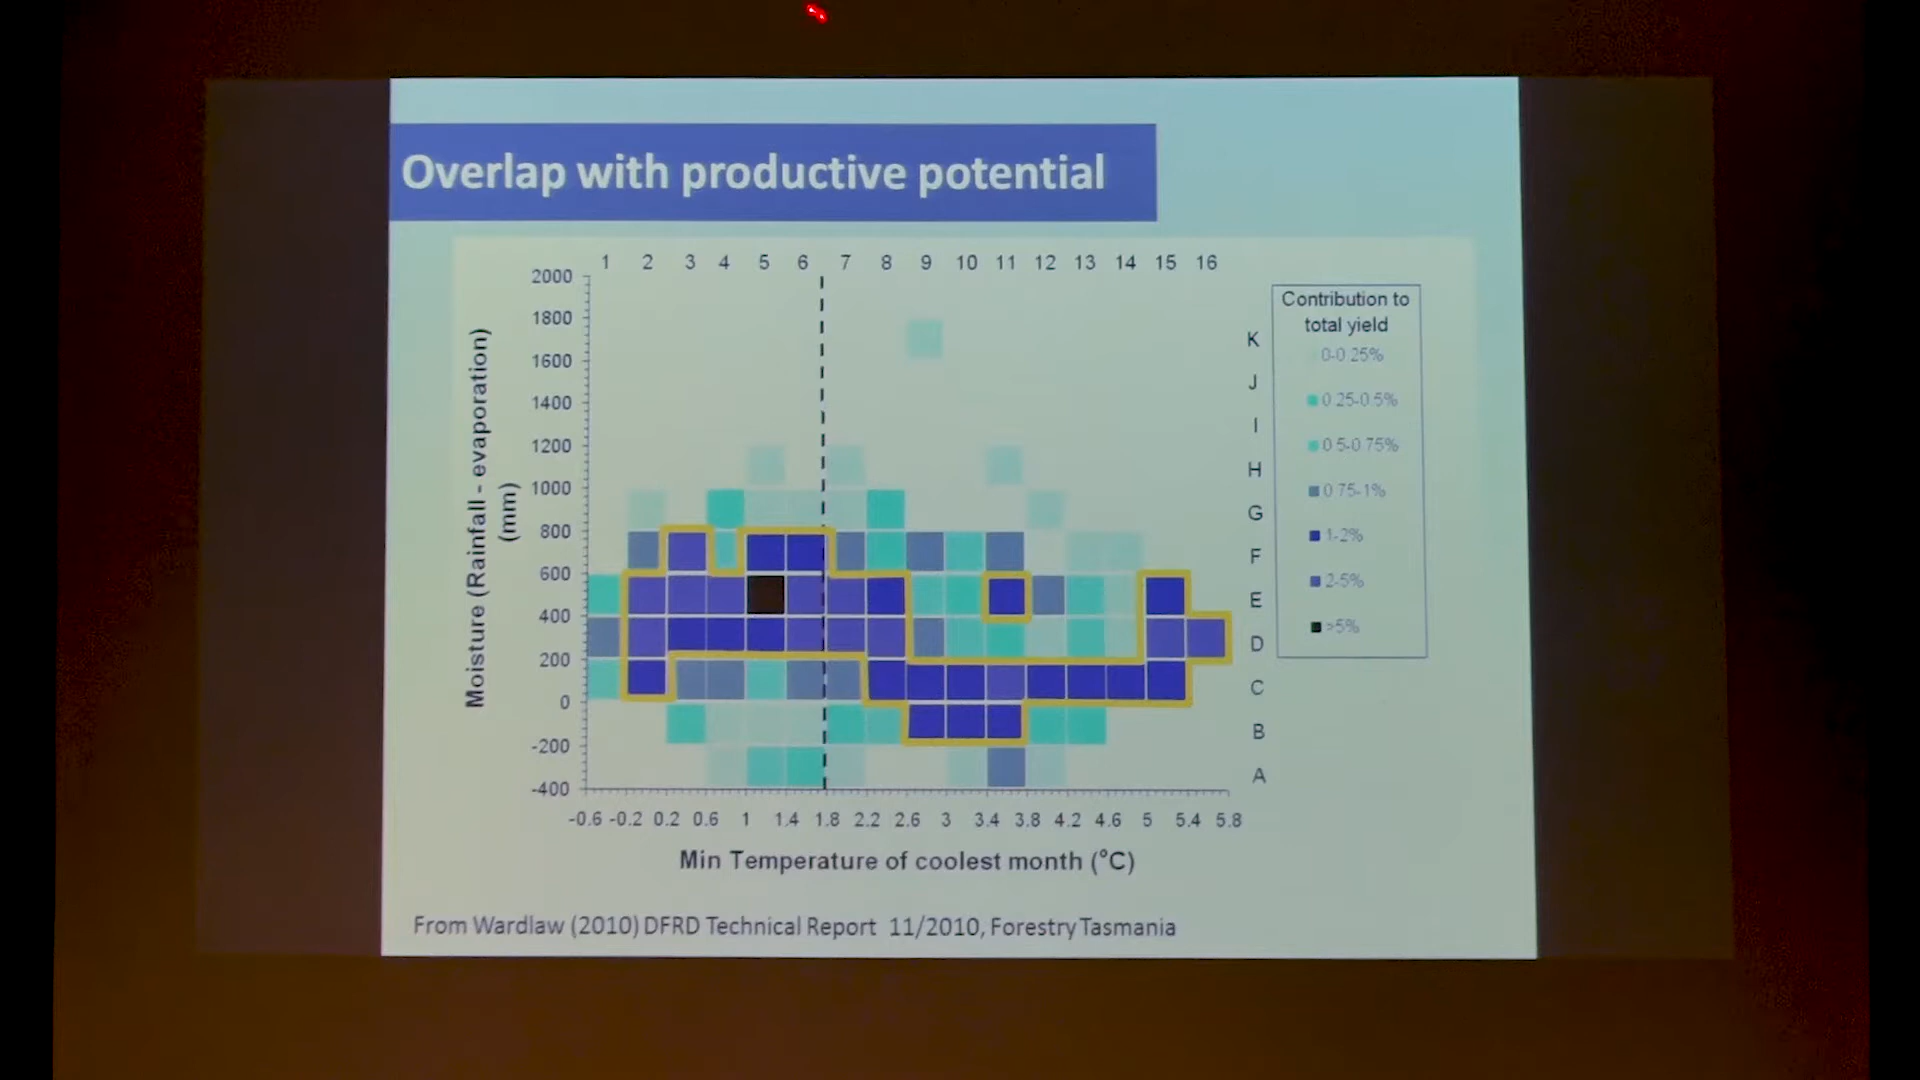 Overlap with productive potential
1 2 3 4 5 6 7 8 9 10 11 12 13 14 15 16
2000
1800
1600
1400
1200
1000
800
600
400
200
0
-200
-400
Moisture (Rainfall - evaporation)
(mm)
K
J
I
H
G
F
E
D
C
B
A
Contribution to
total yield
0-0 25%
0 25-0.5%
0 5-0 75%
0 75-1%
1-2%
2-5%
>5%
-0.6 -0.2 0.2 0.6 1 1.4 1.8 2.2 2.6 3 3.4 3.8 4.2 4.6 5 5.4 5.8
Min Temperature of coolest month (°C)
From Wardlaw (2010) DFRD Technical Report 11/2010, Forestry Tasmania